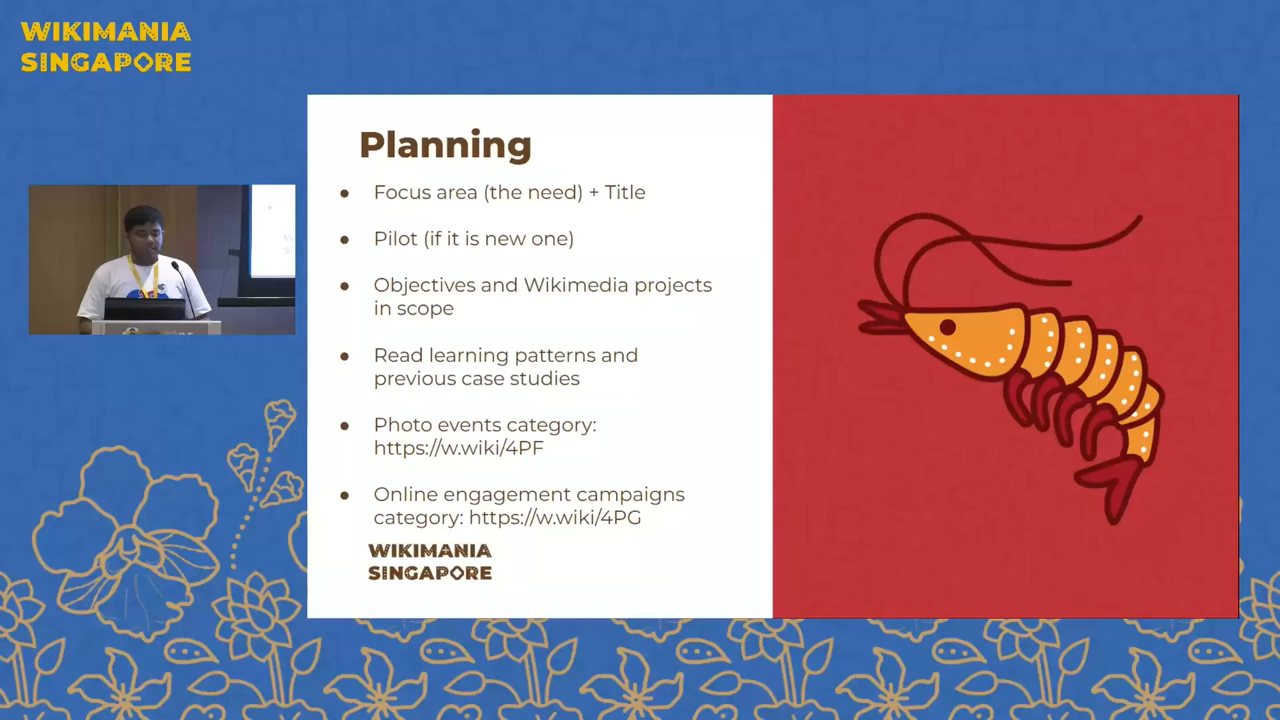 WIKIMANIA
SINGAPORE
Planning
● Focus area (the need) + Title
● Pilot (if it is new one)
● Objectives and Wikimedia projects
in scope
● Read learning patterns and
previous case studies
● Photo events category:
https://w.wiki/4PF
● Online engagement campaigns
category: https://w.wiki/4PG
WIKIMANIA
SINGAPORE